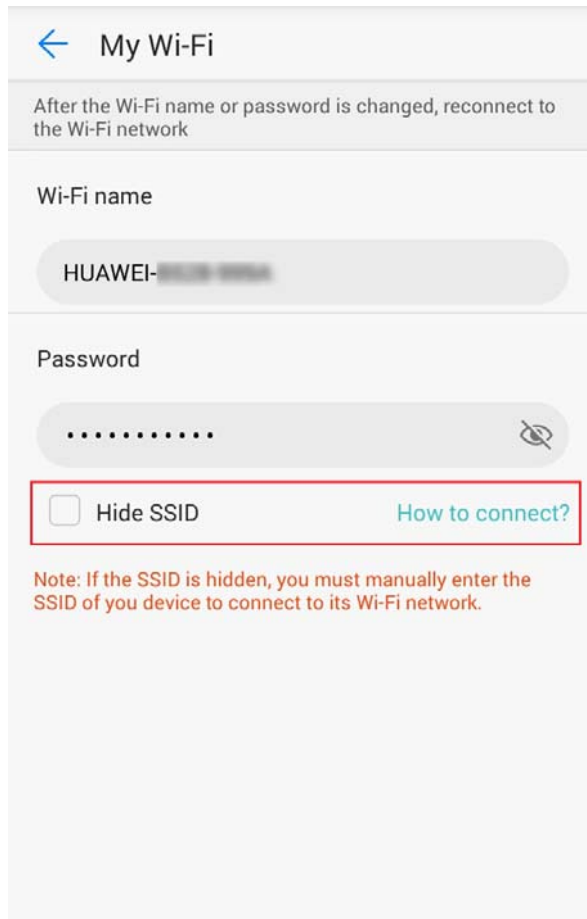 My Wi-Fi
After the Wi-Fi name or password is changed, reconnect to
the Wi-Fi network
Wi-Fi name
HUAWEI-
Password
Hide SSID How to connect?
Note: If the SSID is hidden, you must manually enter the
SSID of you device to connect to its Wi-Fi network.